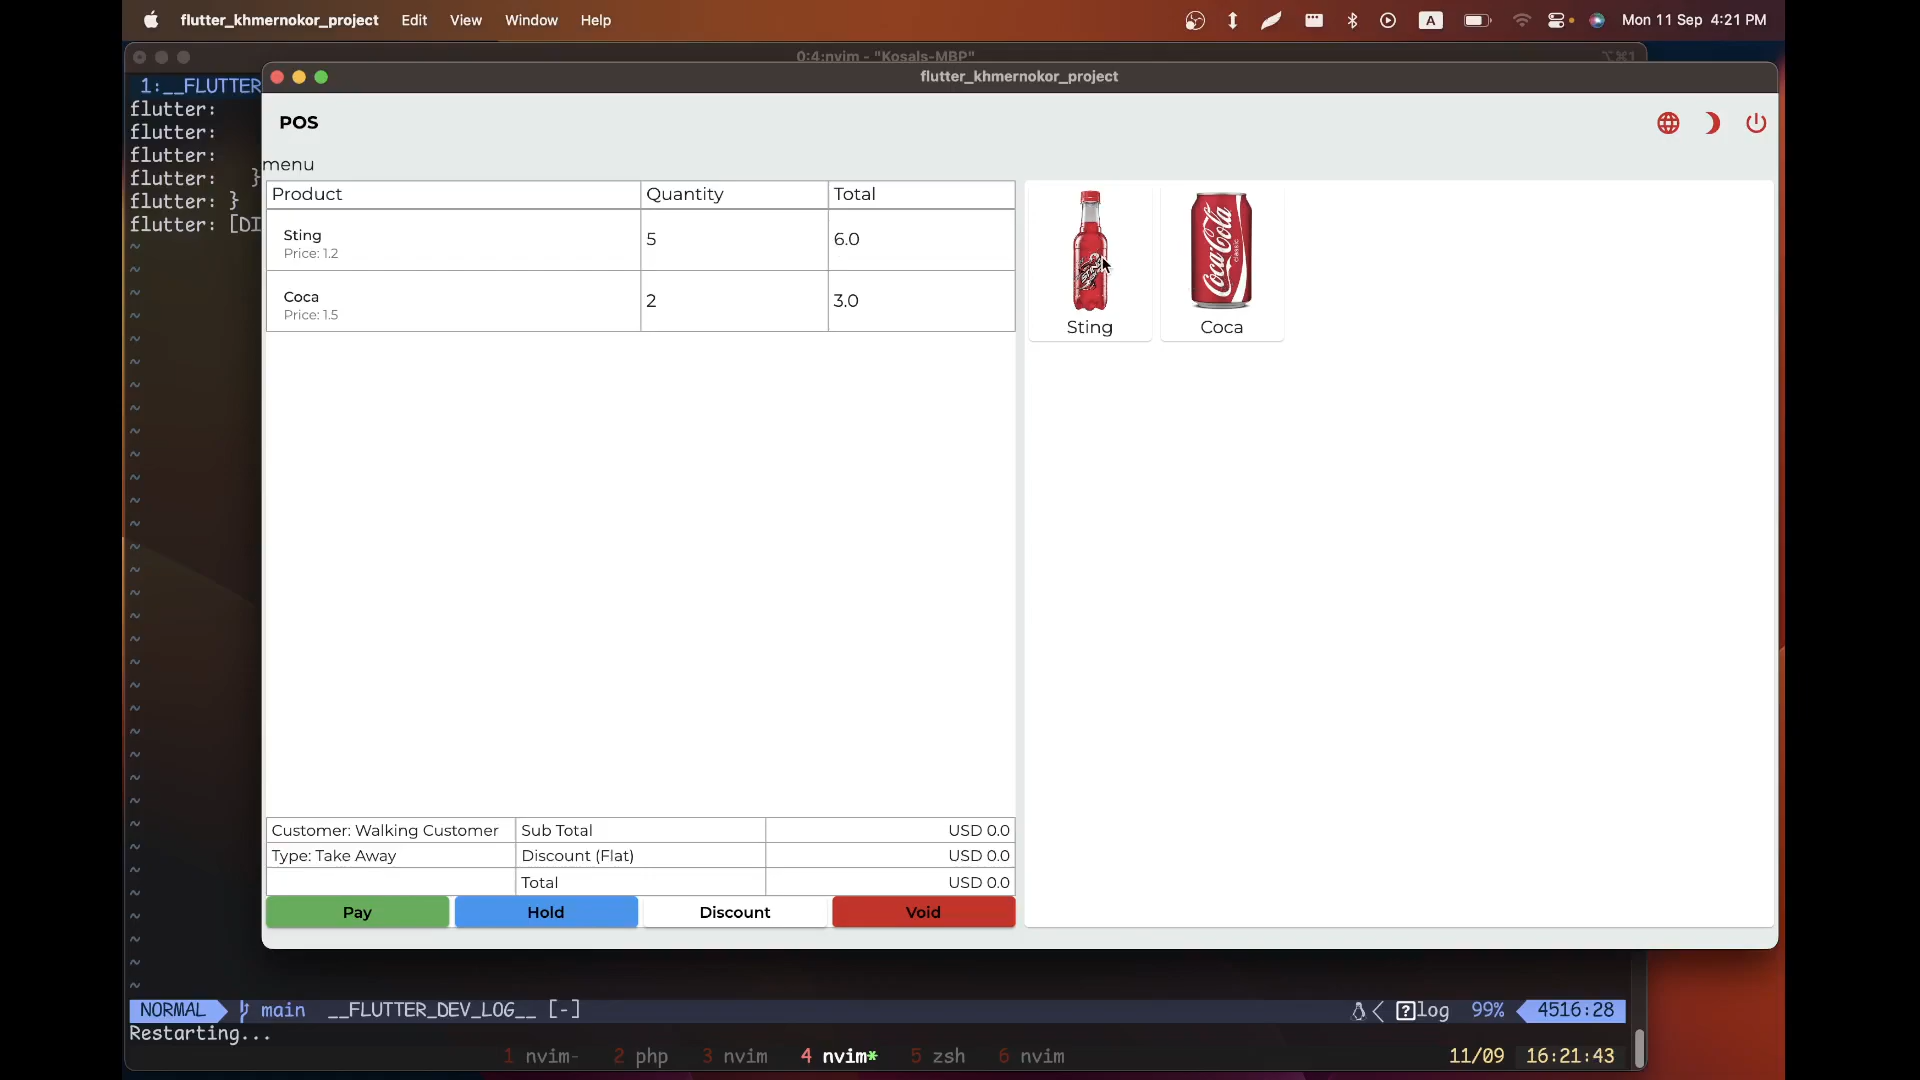 flutter_khmernokor_project Edit View Window Help A Mon 11 Sep 4:21 PM
0:4:nvim - "Kosals-MBP" ⌥⌘1
flutter_khmernokor_project
1:__FLUTTER
flutter:
flutter:
flutter:
flutter: }
flutter: }
flutter: [DI
POS
menu
Product Quantity Total
Sting 5 6.0
Price: 1.2
Coca 2 3.0
Price: 1.5
Coca-Cola
classic
Sting Coca
Customer: Walking Customer Sub Total USD 0.0
Type: Take Away Discount (Flat) USD 0.0
Total USD 0.0
Pay Hold Discount Void
NORMAL main __FLUTTER_DEV_LOG__ [-] log 99% 4516:28
Restarting...
1 nvim- 2 php 3 nvim 4 nvim* 5 zsh 6 nvim 11/09 16:21:43